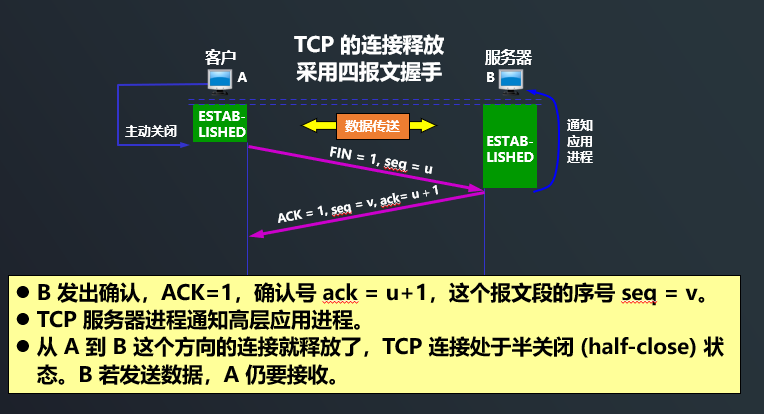 TCP 的连接释放
采用四报文握手
客户
A
服务器
B
ESTAB-
LISHED
主动关闭
数据传送
ESTAB-
LISHED
通知
应用
进程
FIN = 1, seq = u
ACK = 1, seq = v, ack= u + 1
● B 发出确认，ACK=1，确认号 ack = u+1，这个报文段的序号 seq = v。
● TCP 服务器进程通知高层应用进程。
● 从 A 到 B 这个方向的连接就释放了，TCP 连接处于半关闭 (half-close) 状
态。B 若发送数据，A 仍要接收。